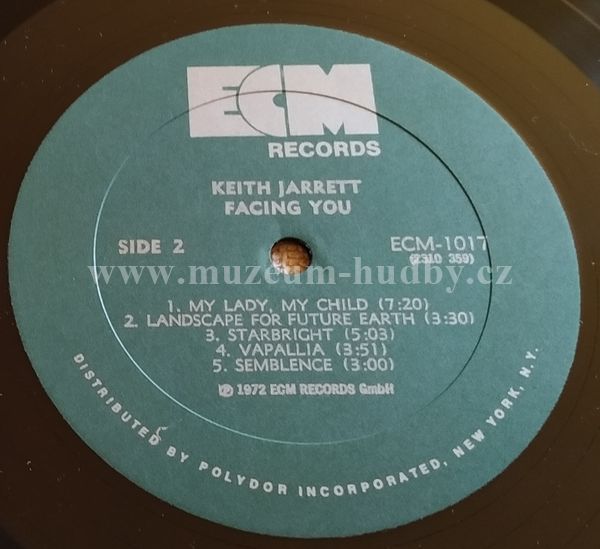 ECM
RECORDS
KEITH JARRETT
FACING YOU
SIDE 2
ECM-1017
(2310 359)
www.muzeum-hudby.cz
1. MY LADY, MY CHILD (7:20)
2. LANDSCAPE FOR FUTURE EARTH (3:30)
3. STARBRIGHT (5:03)
4. VAPALLIA (3:51)
5. SEMBLENCE (3:00)
℗ 1972 ECM RECORDS GmbH
DISTRIBUTED BY POLYDOR INCORPORATED, NEW YORK, N.Y.